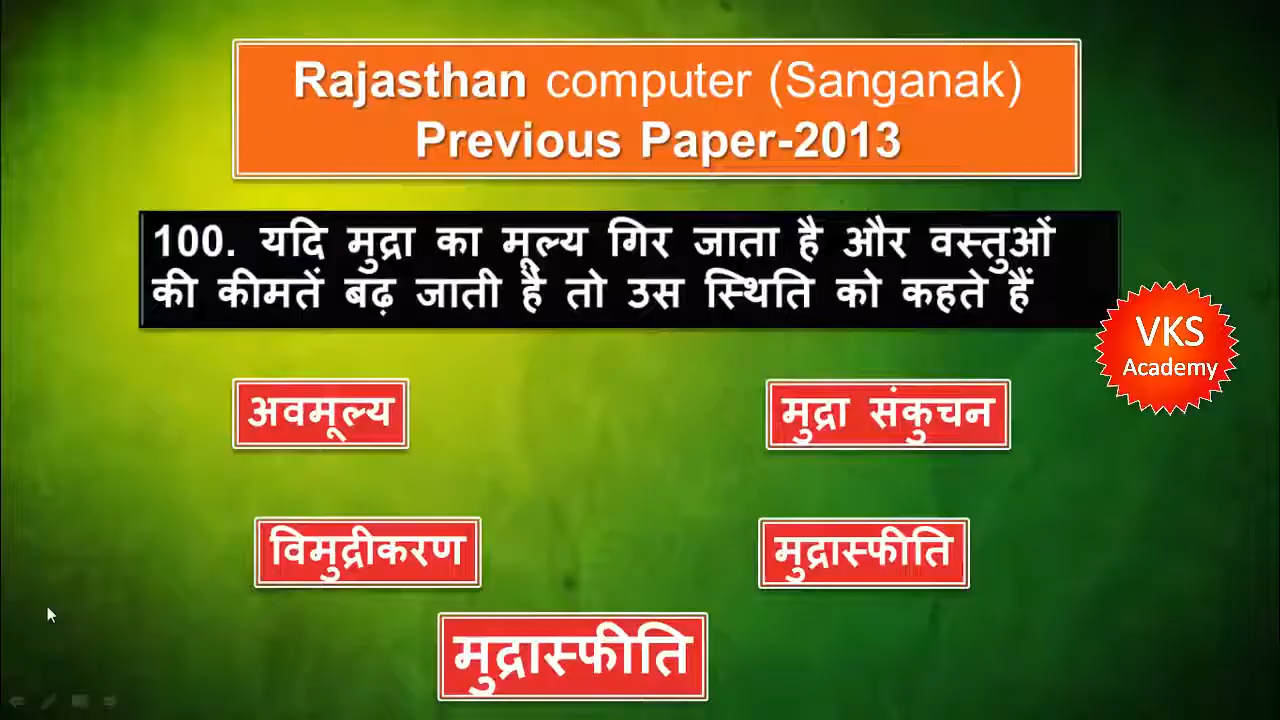 Rajasthan computer (Sanganak)
Previous Paper-2013
100. यदि मुद्रा का मूल्य गिर जाता है और वस्तुओं
की कीमतें बढ़ जाती है तो उस स्थिति को कहते हैं
VKS
Academy
अवमूल्य
मुद्रा संकुचन
विमुद्रीकरण
मुद्रास्फीति
मुद्रास्फीति